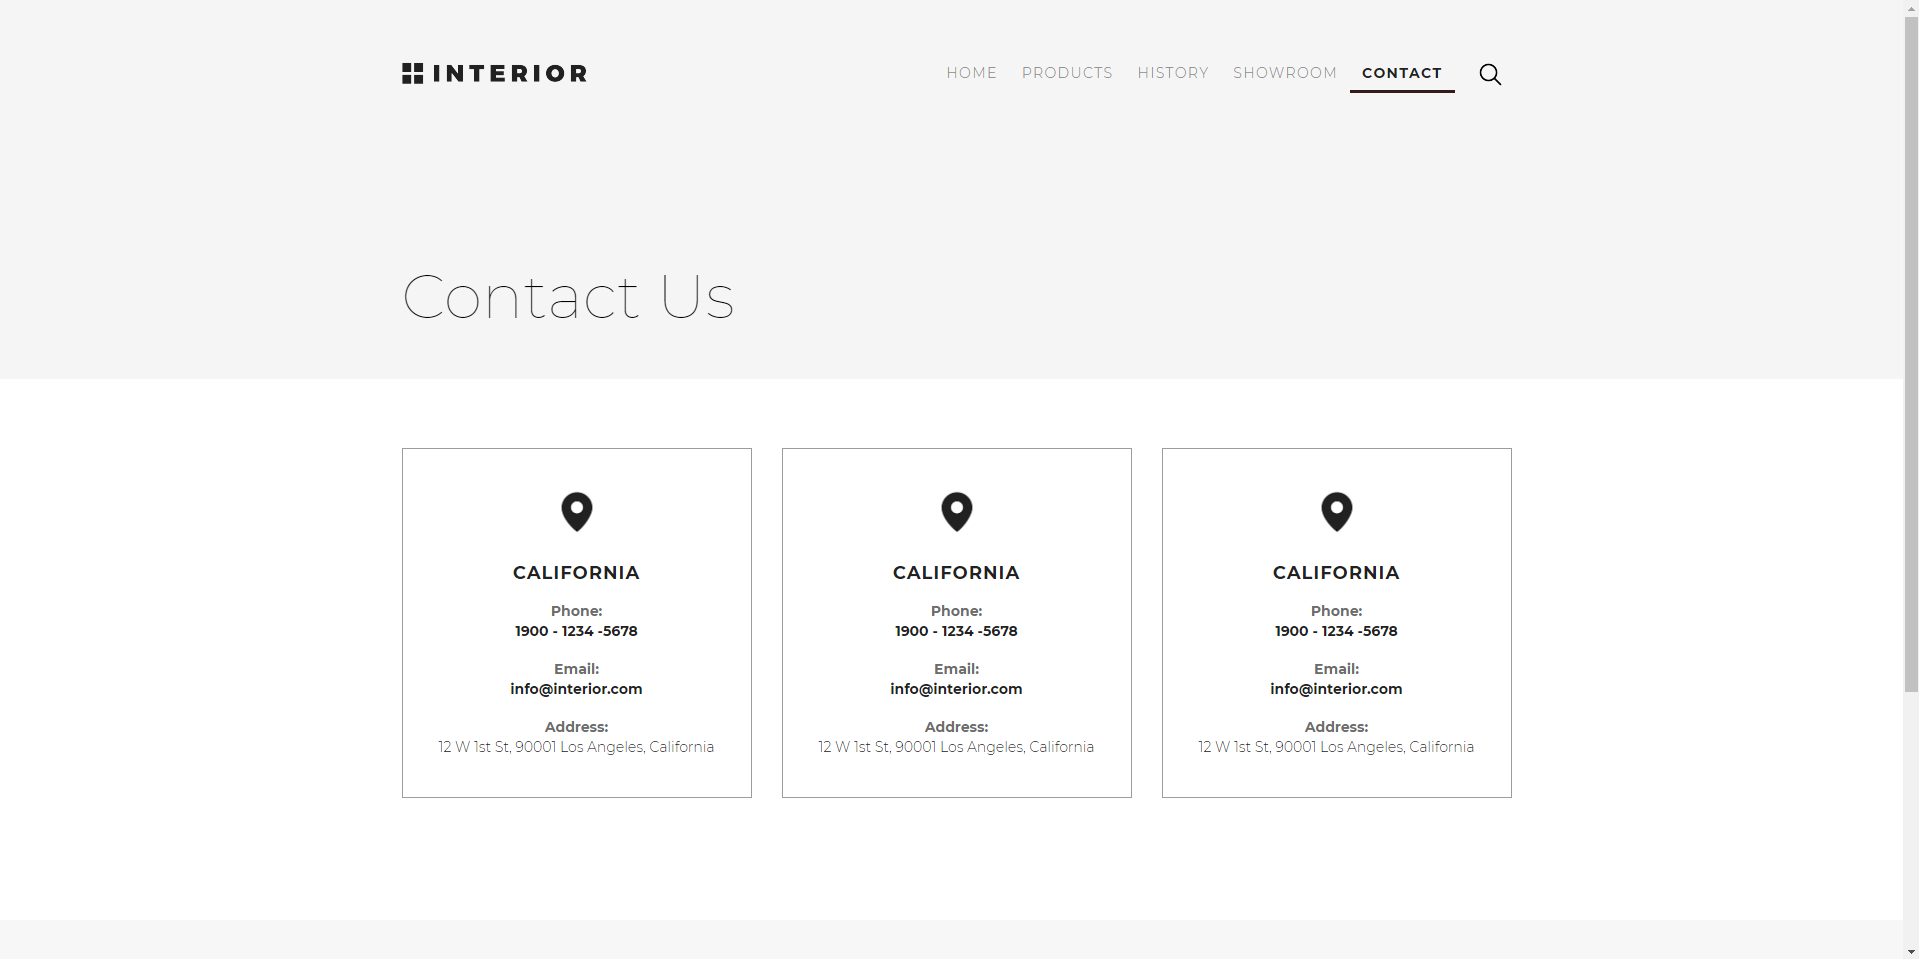 INTERIOR
HOME PRODUCTS HISTORY SHOWROOM CONTACT
Contact Us
CALIFORNIA
Phone:
1900 - 1234 -5678
Email:
info@interior.com
Address:
12 W 1st St, 90001 Los Angeles, California
CALIFORNIA
Phone:
1900 - 1234 -5678
Email:
info@interior.com
Address:
12 W 1st St, 90001 Los Angeles, California
CALIFORNIA
Phone:
1900 - 1234 -5678
Email:
info@interior.com
Address:
12 W 1st St, 90001 Los Angeles, California